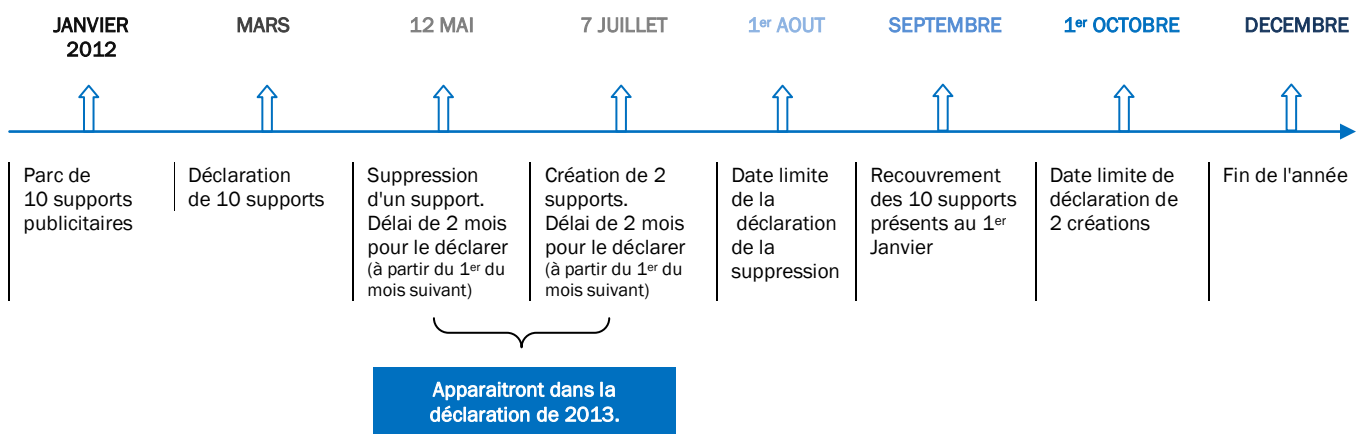 JANVIER
2012
MARS
12 MAI
7 JUILLET
1er AOUT
SEPTEMBRE
1er OCTOBRE
DECEMBRE
Parc de
10 supports
publicitaires
Déclaration
de 10 supports
Suppression
d'un support.
Délai de 2 mois
pour le déclarer
(à partir du 1er du
mois suivant)
Création de 2
supports.
Délai de 2 mois
pour le déclarer
(à partir du 1er du
mois suivant)
Date limite
de la
déclaration
de la
suppression
Recouvrement
des 10 supports
présents au 1er
Janvier
Date limite de
déclaration de
2 créations
Fin de l'année
Apparaitront dans la
déclaration de 2013.